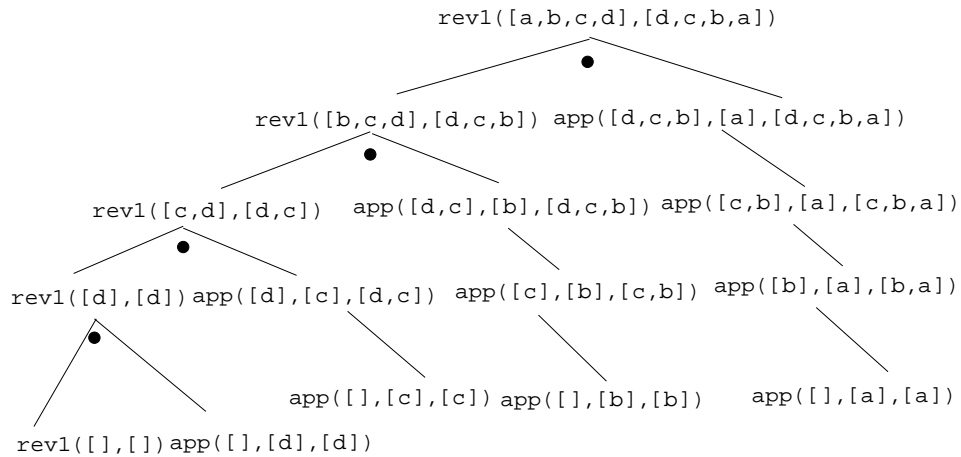 rev1([a,b,c,d],[d,c,b,a])
rev1([b,c,d],[d,c,b]) app([d,c,b],[a],[d,c,b,a])
rev1([c,d],[d,c]) app([d,c],[b],[d,c,b]) app([c,b],[a],[c,b,a])
rev1([d],[d]) app([d],[c],[d,c]) app([c],[b],[c,b]) app([b],[a],[b,a])
app([],[c],[c]) app([],[b],[b]) app([],[a],[a])
rev1([],[]) app([],[d],[d])